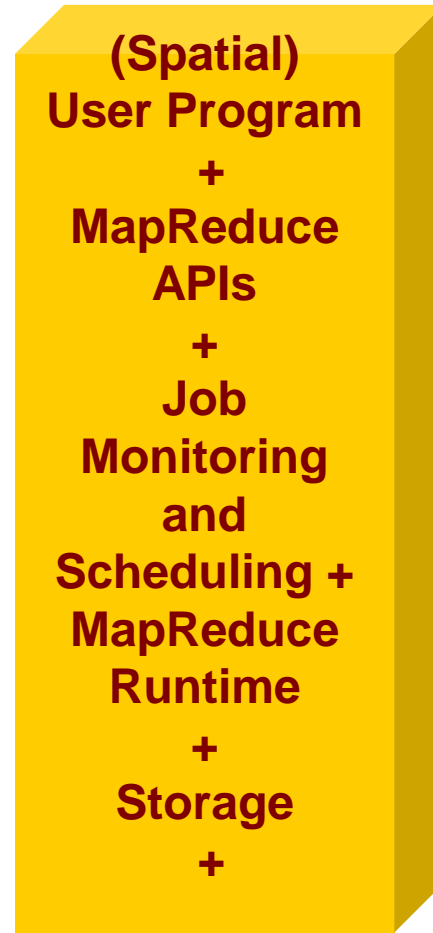 (Spatial)
User Program
+
MapReduce
APIs
+
Job
Monitoring
and
Scheduling +
MapReduce
Runtime
+
Storage
+